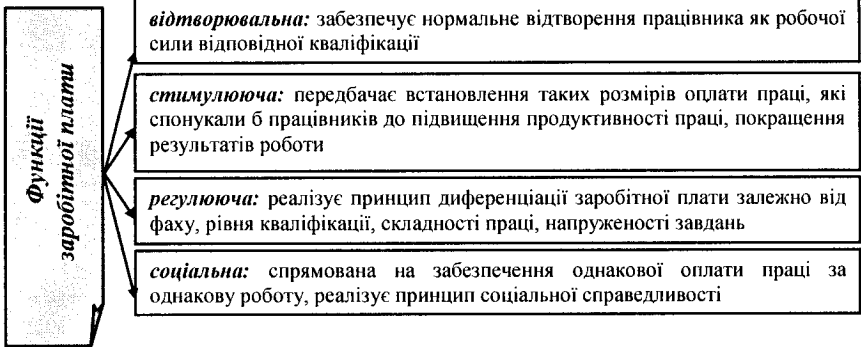 Функції
заробітної плати
відтворювальна: забезпечує нормальне відтворення працівника як робочої
сили відповідної кваліфікації
стимулююча: передбачає встановлення таких розмірів оплати праці, які
спонукали б працівників до підвищення продуктивності праці, покращення
результатів роботи
регулююча: реалізує принцип диференціації заробітної плати залежно від
фаху, рівня кваліфікації, складності праці, напруженості завдань
соціальна: спрямована на забезпечення однакової оплати праці за
однакову роботу, реалізує принцип соціальної справедливості